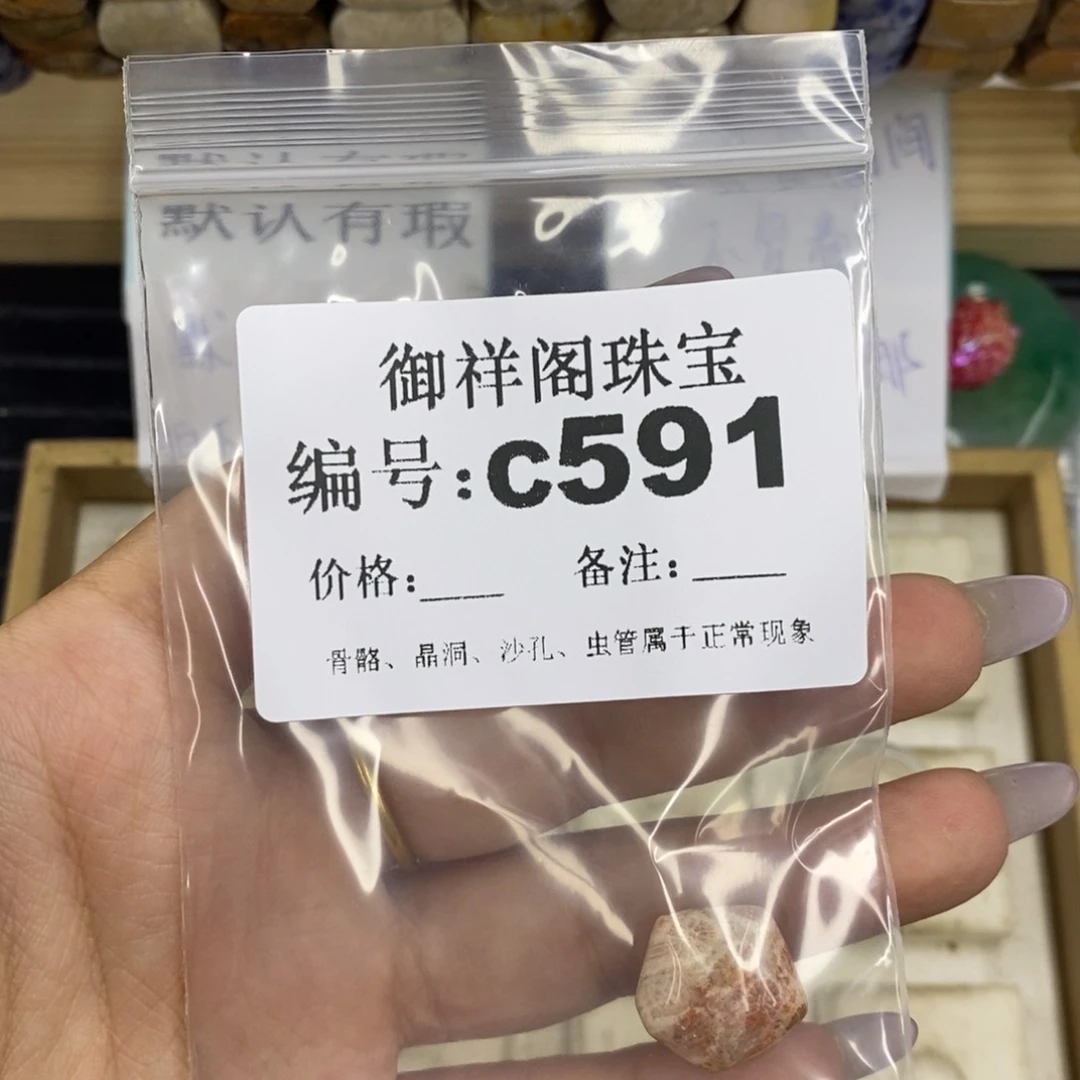 默认有瑕
御祥阁珠宝
编号:c591
价格:____ 备注:____
骨骼、晶洞、沙孔、虫管属于正常现象